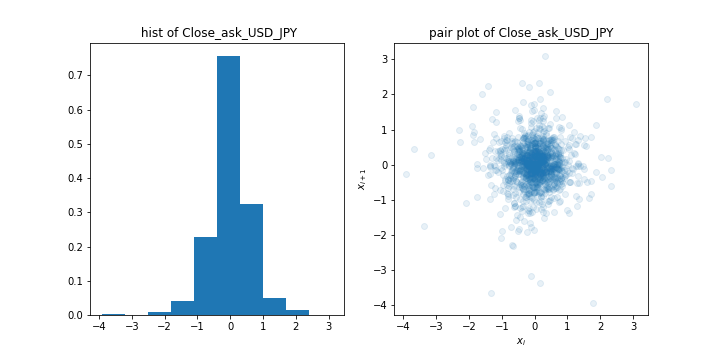 hist of Close_ask_USD_JPY
0.7
0.6
0.5
0.4
0.3
0.2
0.1
0.0
−4 −3 −2 −1 0 1 2 3
pair plot of Close_ask_USD_JPY
3
2
1
0
−1
−2
−3
−4
x_{i+1}
−4 −3 −2 −1 0 1 2 3
x_i